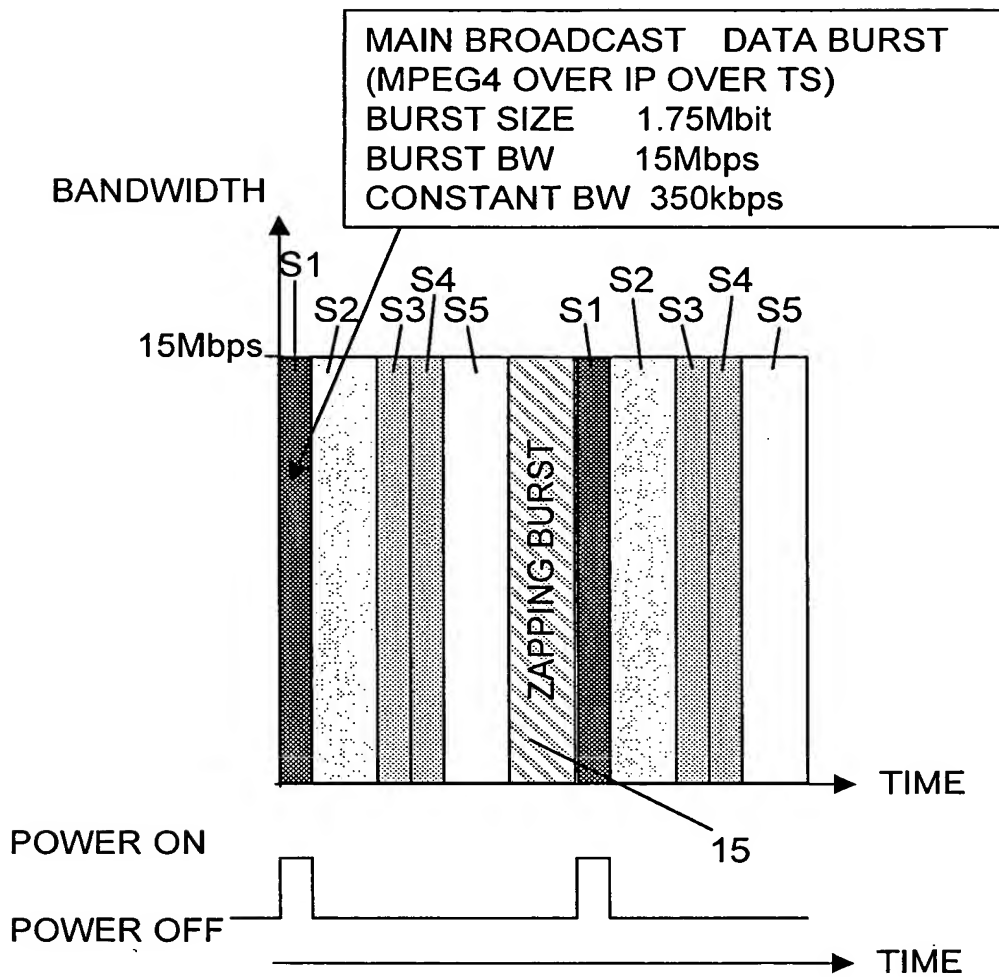 MAIN BROADCAST DATA BURST
(MPEG4 OVER IP OVER TS)
BURST SIZE 1.75Mbit
BURST BW 15Mbps
CONSTANT BW 350kbps
BANDWIDTH
S1
S2
S3
S4
S5
S1
S2
S3
S4
S5
15Mbps
ZAPPING BURST
TIME
15
POWER ON
POWER OFF
TIME